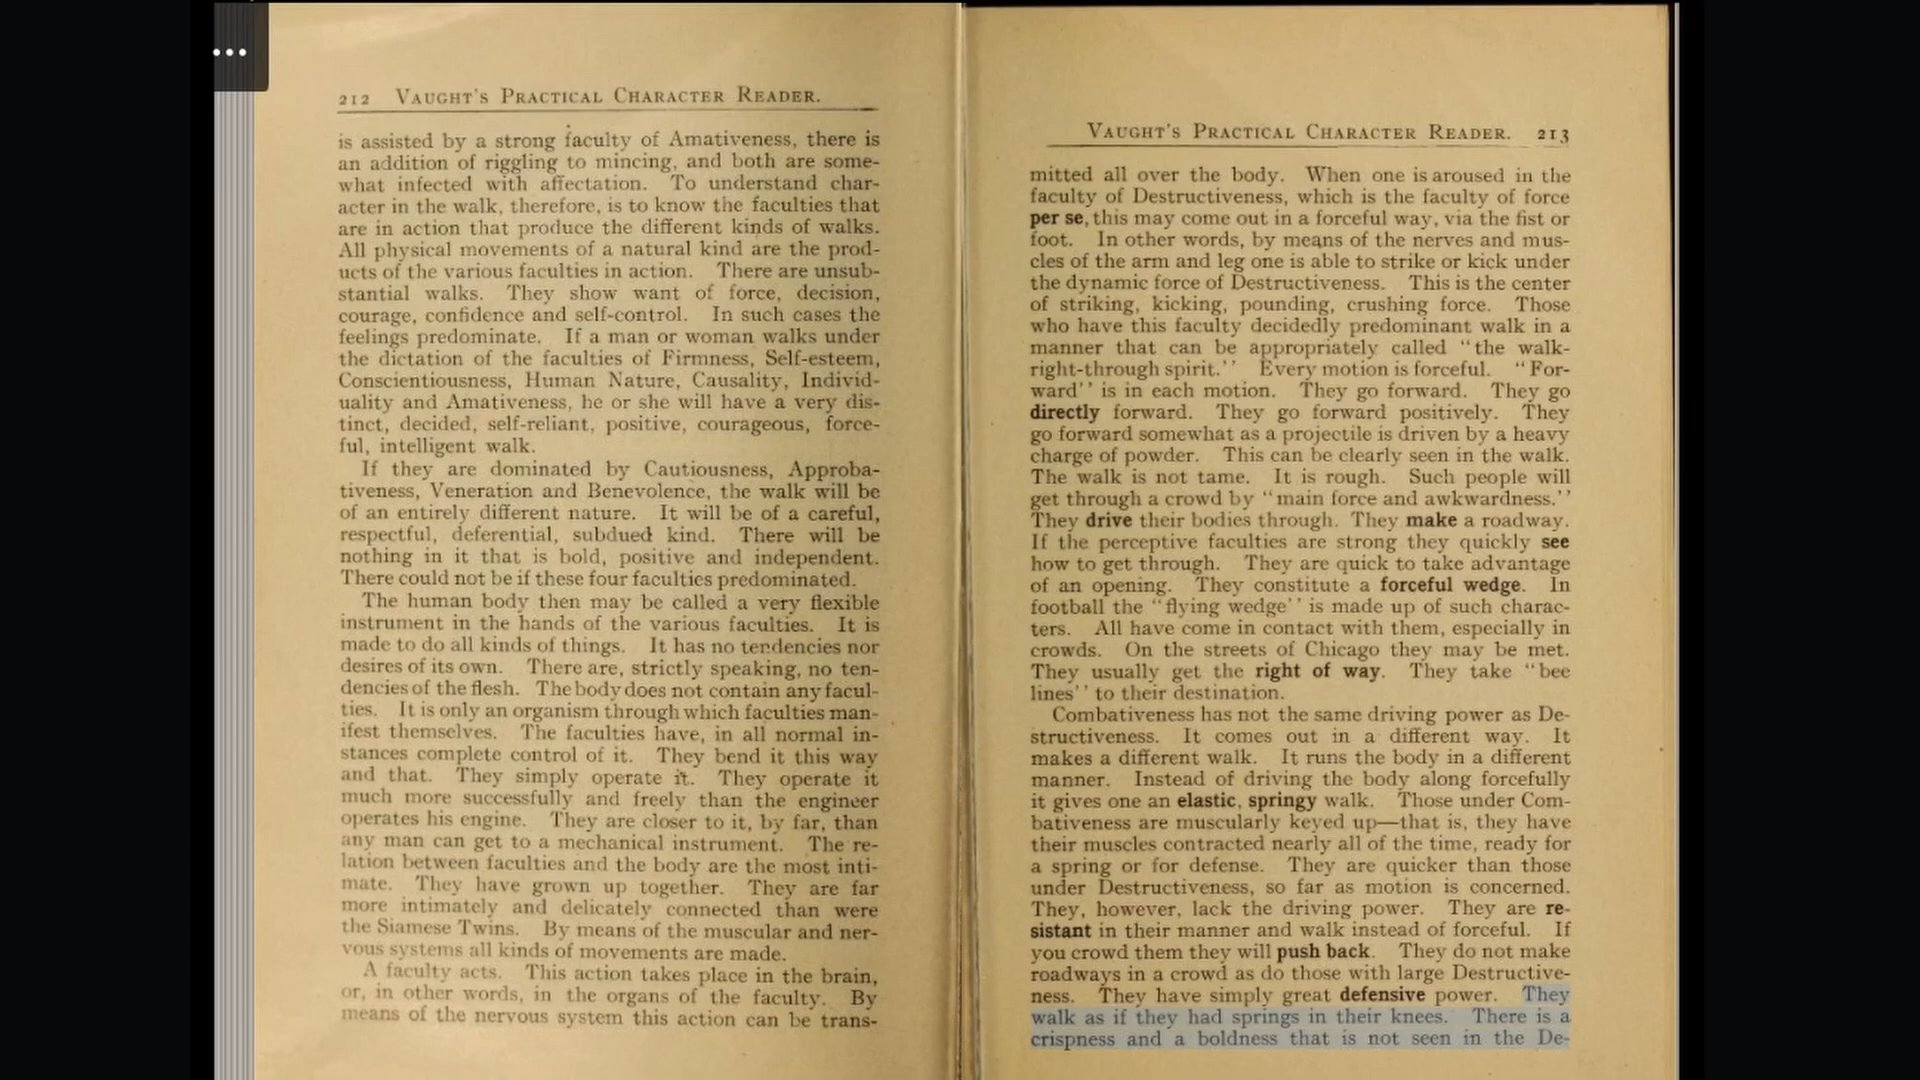 212 VAUGHT'S PRACTICAL CHARACTER READER.
is assisted by a strong faculty of Amativeness, there is
an addition of riggling to mincing, and both are some-
what infected with affectation. To understand char-
acter in the walk, therefore, is to know the faculties that
are in action that produce the different kinds of walks.
All physical movements of a natural kind are the prod-
ucts of the various faculties in action. There are unsub-
stantial walks. They show want of force, decision,
courage, confidence and self-control. In such cases the
feelings predominate. If a man or woman walks under
the dictation of the faculties of Firmness, Self-esteem,
Conscientiousness, Human Nature, Causality, Individ-
uality and Amativeness, he or she will have a very dis-
tinct, decided, self-reliant, positive, courageous, force-
ful, intelligent walk.
If they are dominated by Cautiousness, Approba-
tiveness, Veneration and Benevolence, the walk will be
of an entirely different nature. It will be of a careful,
respectful, deferential, subdued kind. There will be
nothing in it that is bold, positive and independent.
There could not be if these four faculties predominated.
The human body then may be called a very flexible
instrument in the hands of the various faculties. It is
made to do all kinds of things. It has no tendencies nor
desires of its own. There are, strictly speaking, no ten-
dencies of the flesh. The body does not contain any facul-
ties. It is only an organism through which faculties man-
ifest themselves. The faculties have, in all normal in-
stances complete control of it. They bend it this way
and that. They simply operate it. They operate it
much more successfully and freely than the engineer
operates his engine. They are closer to it, by far, than
any man can get to a mechanical instrument. The re-
lation between faculties and the body are the most inti-
mate. They have grown up together. They are far
more intimately and delicately connected than were
the Siamese Twins. By means of the muscular and ner-
vous systems all kinds of movements are made.
A faculty acts. This action takes place in the brain,
or, in other words, in the organs of the faculty. By
means of the nervous system this action can be trans-
VAUGHT'S PRACTICAL CHARACTER READER. 213
mitted all over the body. When one is aroused in the
faculty of Destructiveness, which is the faculty of force
per se, this may come out in a forceful way, via the fist or
foot. In other words, by means of the nerves and mus-
cles of the arm and leg one is able to strike or kick under
the dynamic force of Destructiveness. This is the center
of striking, kicking, pounding, crushing force. Those
who have this faculty decidedly predominant walk in a
manner that can be appropriately called "the walk-
right-through spirit." Every motion is forceful. "For-
ward" is in each motion. They go forward. They go
directly forward. They go forward positively. They
go forward somewhat as a projectile is driven by a heavy
charge of powder. This can be clearly seen in the walk.
The walk is not tame. It is rough. Such people will
get through a crowd by "main force and awkwardness."
They drive their bodies through. They make a roadway.
If the perceptive faculties are strong they quickly see
how to get through. They are quick to take advantage
of an opening. They constitute a forceful wedge. In
football the "flying wedge" is made up of such charac-
ters. All have come in contact with them, especially in
crowds. On the streets of Chicago they may be met.
They usually get the right of way. They take "bee
lines" to their destination.
Combativeness has not the same driving power as De-
structiveness. It comes out in a different way. It
makes a different walk. It runs the body in a different
manner. Instead of driving the body along forcefully
it gives one an elastic, springy walk. Those under Com-
bativeness are muscularly keyed up—that is, they have
their muscles contracted nearly all of the time, ready for
a spring or for defense. They are quicker than those
under Destructiveness, so far as motion is concerned.
They, however, lack the driving power. They are re-
sistant in their manner and walk instead of forceful. If
you crowd them they will push back. They do not make
roadways in a crowd as do those with large Destructive-
ness. They have simply great defensive power. They
walk as if they had springs in their knees. There is a
crispness and a boldness that is not seen in the De-